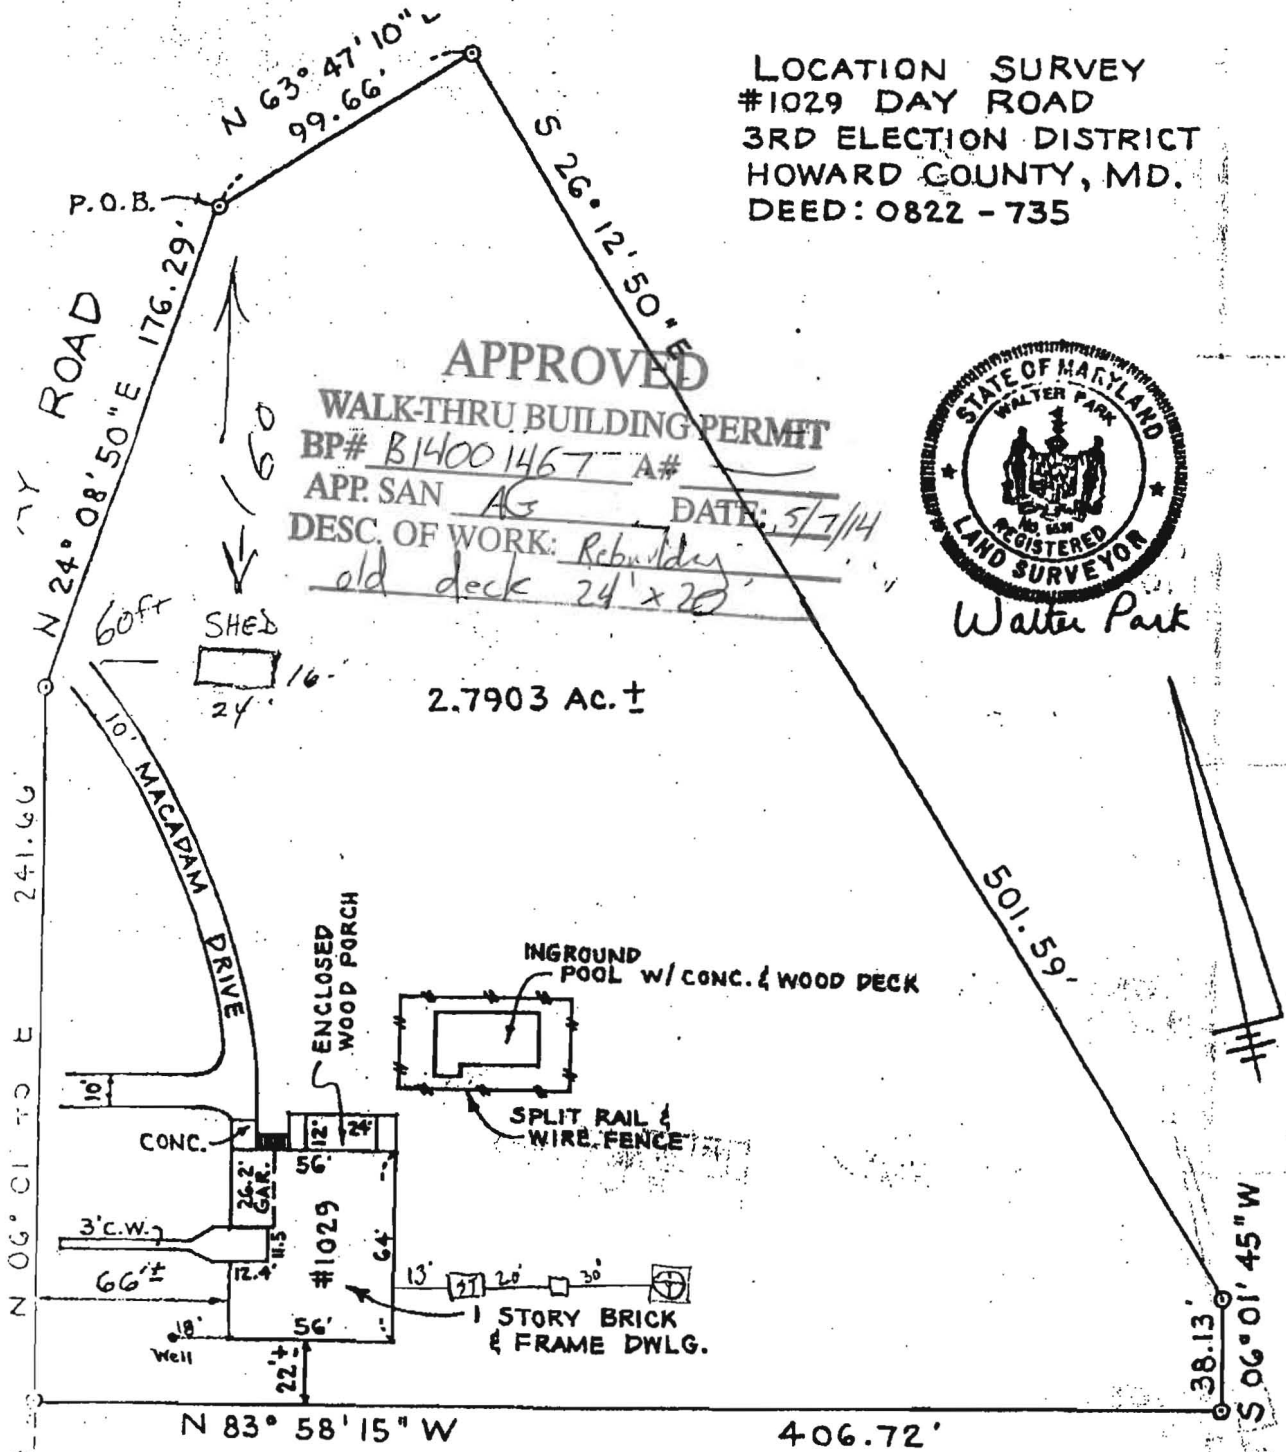 LOCATION SURVEY
#1029 DAY ROAD
3RD ELECTION DISTRICT
HOWARD COUNTY, MD.
DEED: 0822 - 735
N 63° 47' 10"
99.66'
P.O.B.
S 26° 12' 50" E
501.59'
ROAD
N 24° 08' 50" E 176.29'
60
APPROVED
WALK-THRU BUILDING PERMIT
BP# B14001467 A#
APP. SAN AG DATE: 5/7/14
DESC. OF WORK: Rebuilding
old deck 24' x 20'
STATE OF MARYLAND
WALTER PARK
REGISTERED
LAND SURVEYOR
Walter Park
60ft
SHED
16'
24'
2.7903 AC. ±
10' MACADAM DRIVE
241.66'
ENCLOSED
WOOD PORCH
INGROUND
POOL W/ CONC. & WOOD DECK
SPLIT RAIL &
WIRE FENCE
10'
CONC.
12'
24'
56'
26.2'
GAR.
3' C.W.
11.5
12.4'
#1029
64'
66'±
13'
ST
20'
30'
1 STORY BRICK
& FRAME DWLG.
18'
Well
56'
22'±
N 06° 01'
E
N 83° 58' 15" W
406.72'
38.13'
S 06° 01' 45" W